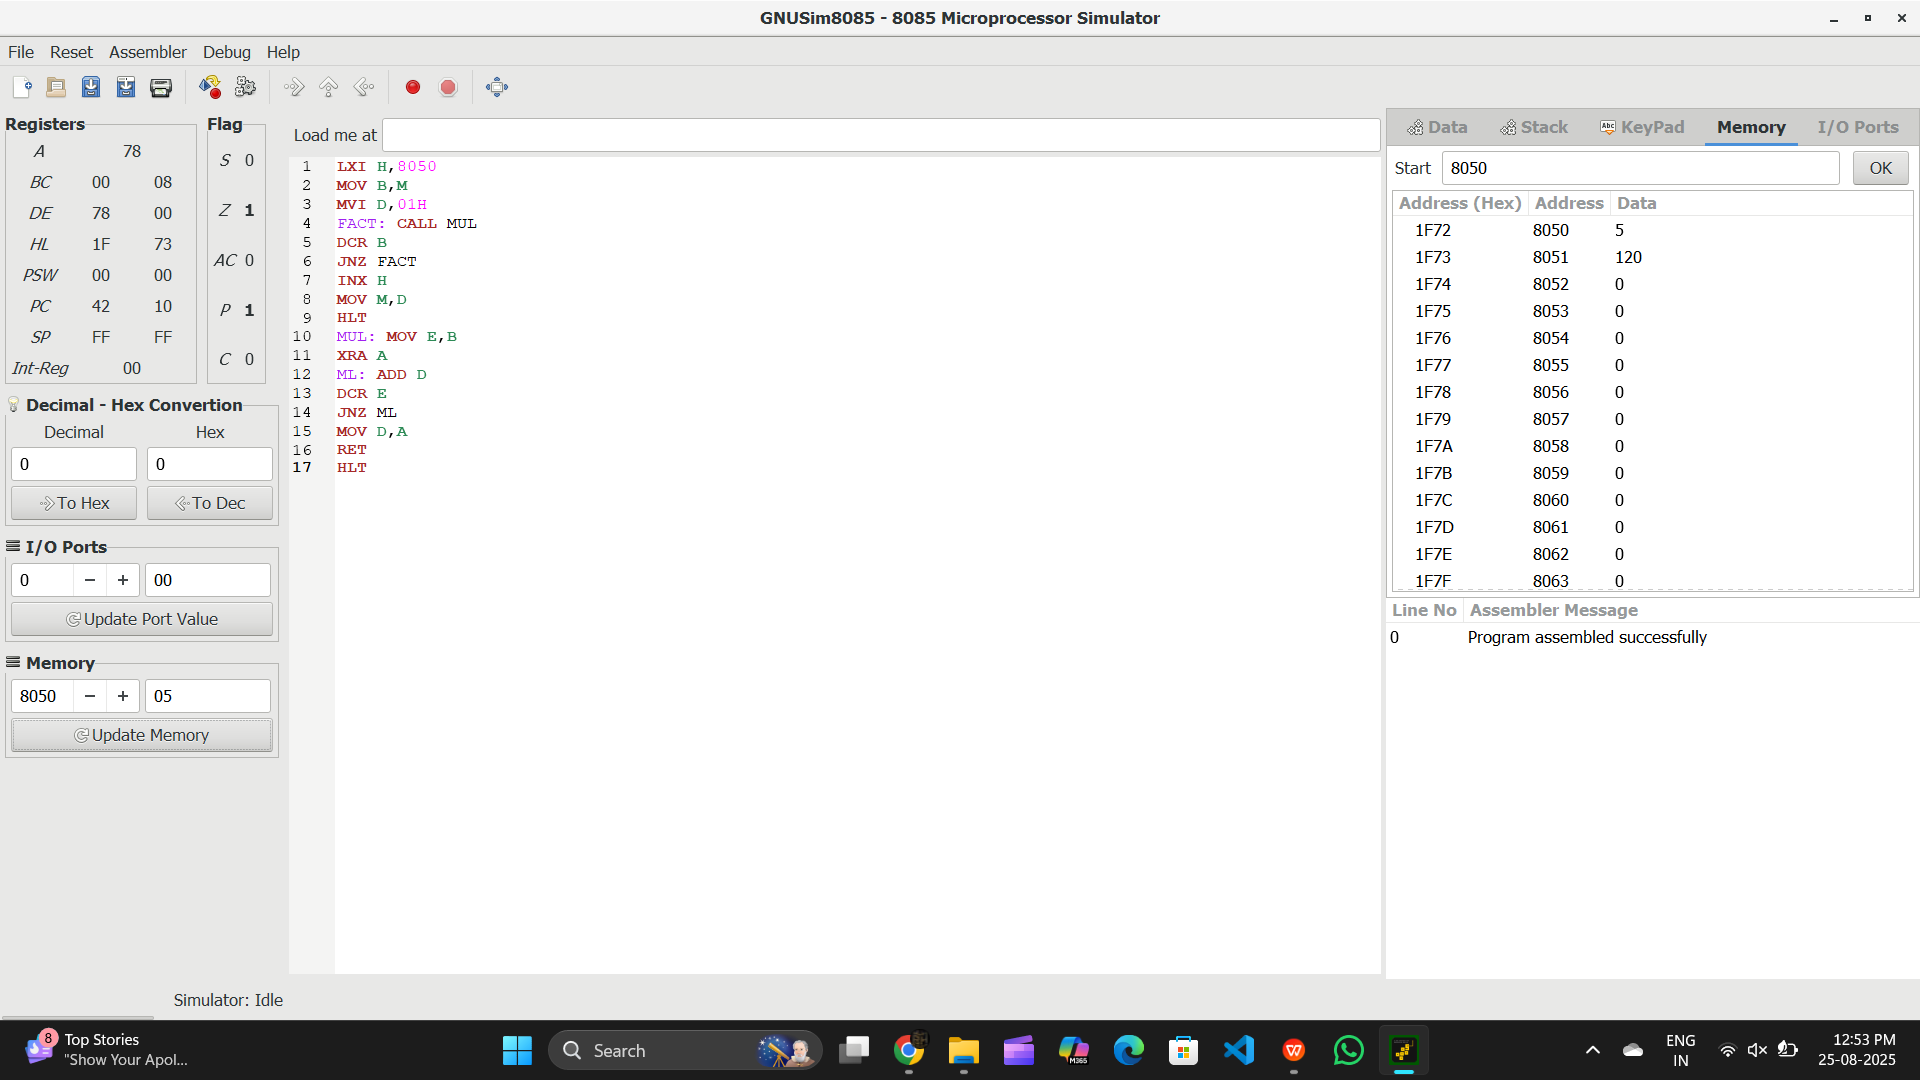 GNUSim8085 - 8085 Microprocessor Simulator
File Reset Assembler Debug Help
Registers
A 78
BC 00 08
DE 78 00
HL 1F 73
PSW 00 00
PC 42 10
SP FF FF
Int-Reg 00
Flag
S 0
Z 1
AC 0
P 1
C 0
Decimal - Hex Convertion
Decimal Hex
0 0
To Hex To Dec
I/O Ports
0 − + 00
Update Port Value
Memory
8050 − + 05
Update Memory
Load me at
1 LXI H,8050
2 MOV B,M
3 MVI D,01H
4 FACT: CALL MUL
5 DCR B
6 JNZ FACT
7 INX H
8 MOV M,D
9 HLT
10 MUL: MOV E,B
11 XRA A
12 ML: ADD D
13 DCR E
14 JNZ ML
15 MOV D,A
16 RET
17 HLT
Data Stack Abc KeyPad Memory I/O Ports
Start 8050 OK
Address (Hex) Address Data
1F72 8050 5
1F73 8051 120
1F74 8052 0
1F75 8053 0
1F76 8054 0
1F77 8055 0
1F78 8056 0
1F79 8057 0
1F7A 8058 0
1F7B 8059 0
1F7C 8060 0
1F7D 8061 0
1F7E 8062 0
1F7F 8063 0
Line No Assembler Message
0 Program assembled successfully
Simulator: Idle
8 Top Stories
"Show Your Apol...
Search
M365
ENG
IN
12:53 PM
25-08-2025